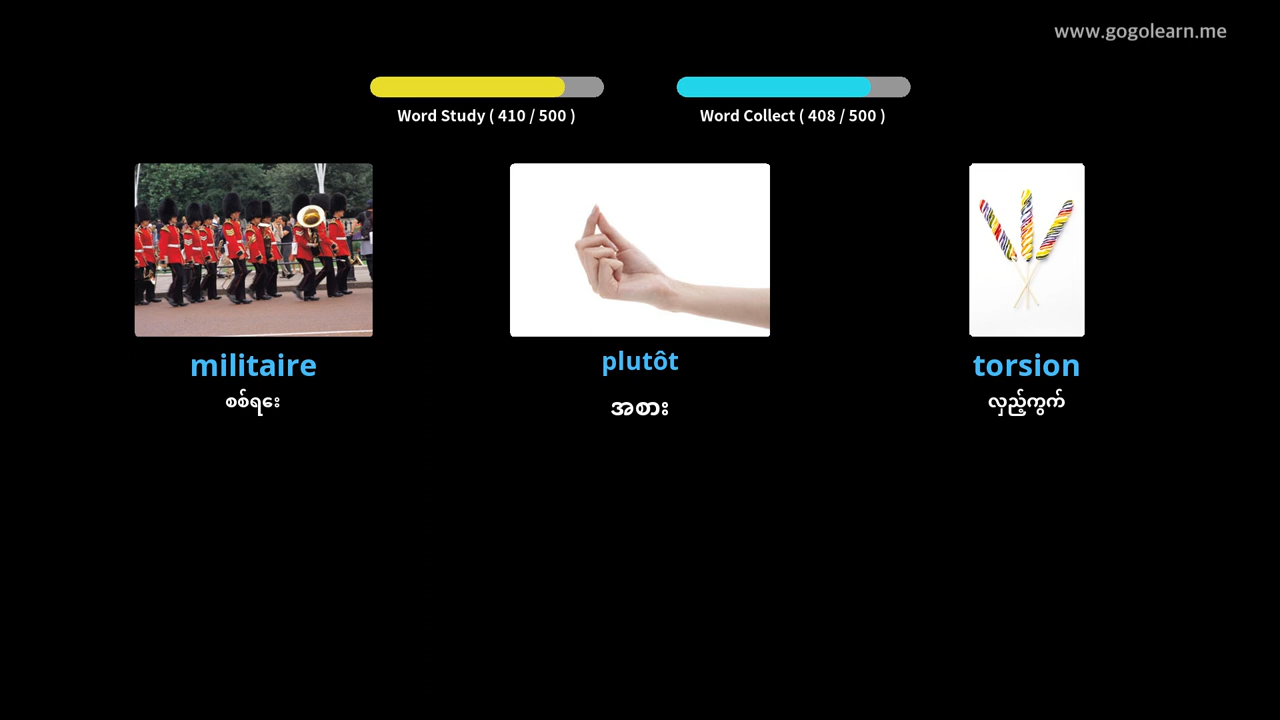 www.gogolearn.me
Word Study ( 410 / 500 )
Word Collect ( 408 / 500 )
militaire
စစ်ရေး
plutôt
အစား
torsion
လှည့်ကွက်